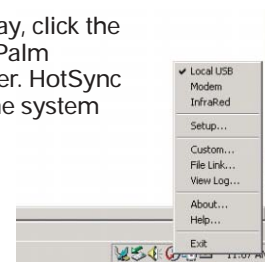 ay, click the
Palm
er. HotSync
e system
Local USB
Modem
InfraRed
Setup...
Custom...
File Link...
View Log...
About...
Help...
Exit